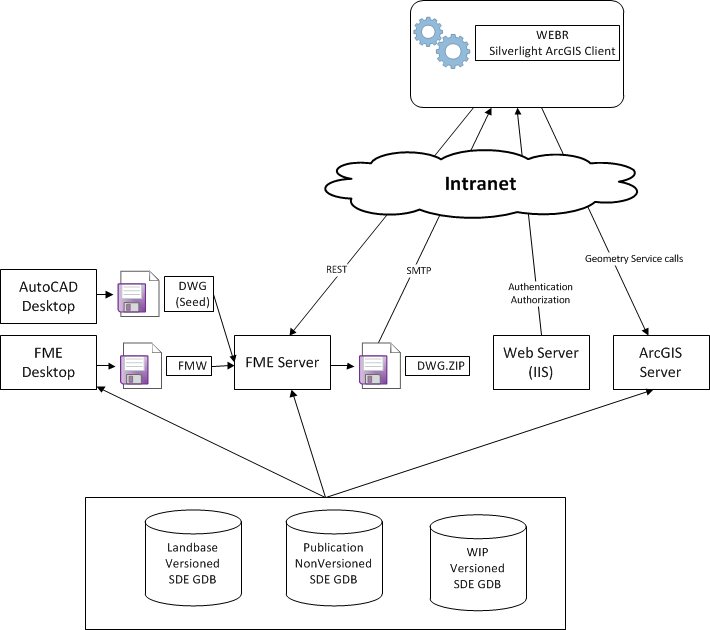 WEBR
Silverlight ArcGIS Client
Intranet
REST
SMTP
Authentication
Authorization
Geometry Service calls
AutoCAD
Desktop
DWG
(Seed)
FME
Desktop
FMW
FME Server
DWG.ZIP
Web Server
(IIS)
ArcGIS
Server
Landbase
Versioned
SDE GDB
Publication
NonVersioned
SDE GDB
WIP
Versioned
SDE GDB